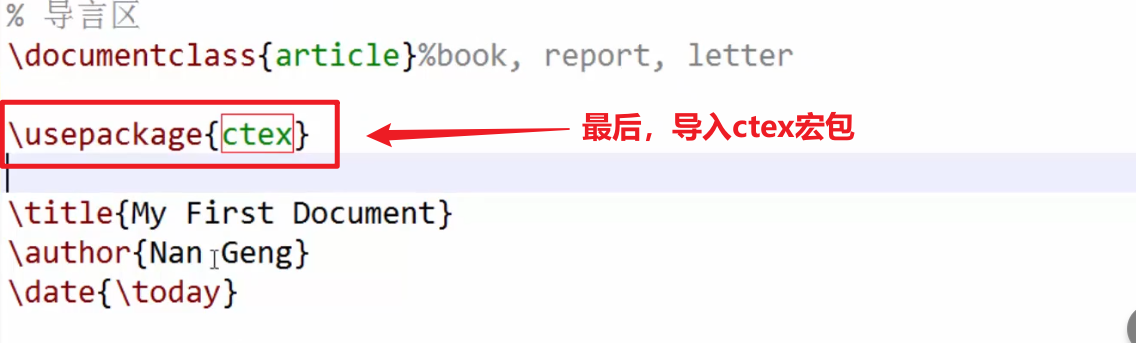 % 导言区
\documentclass{article}%book, report, letter
\usepackage{ctex}
最后，导入ctex宏包
\title{My First Document}
\author{Nan Geng}
\date{\today}